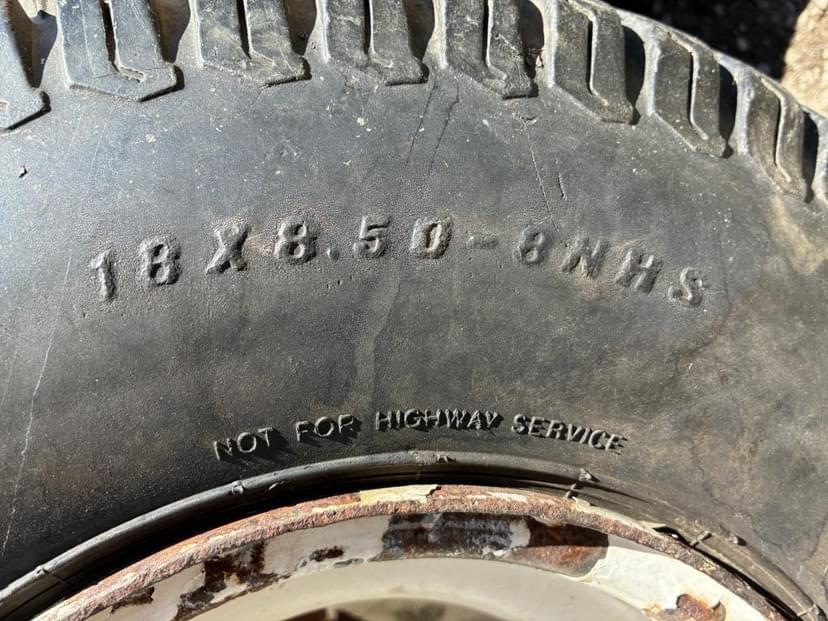 18X8.50-8NHS
NOT FOR HIGHWAY SERVICE